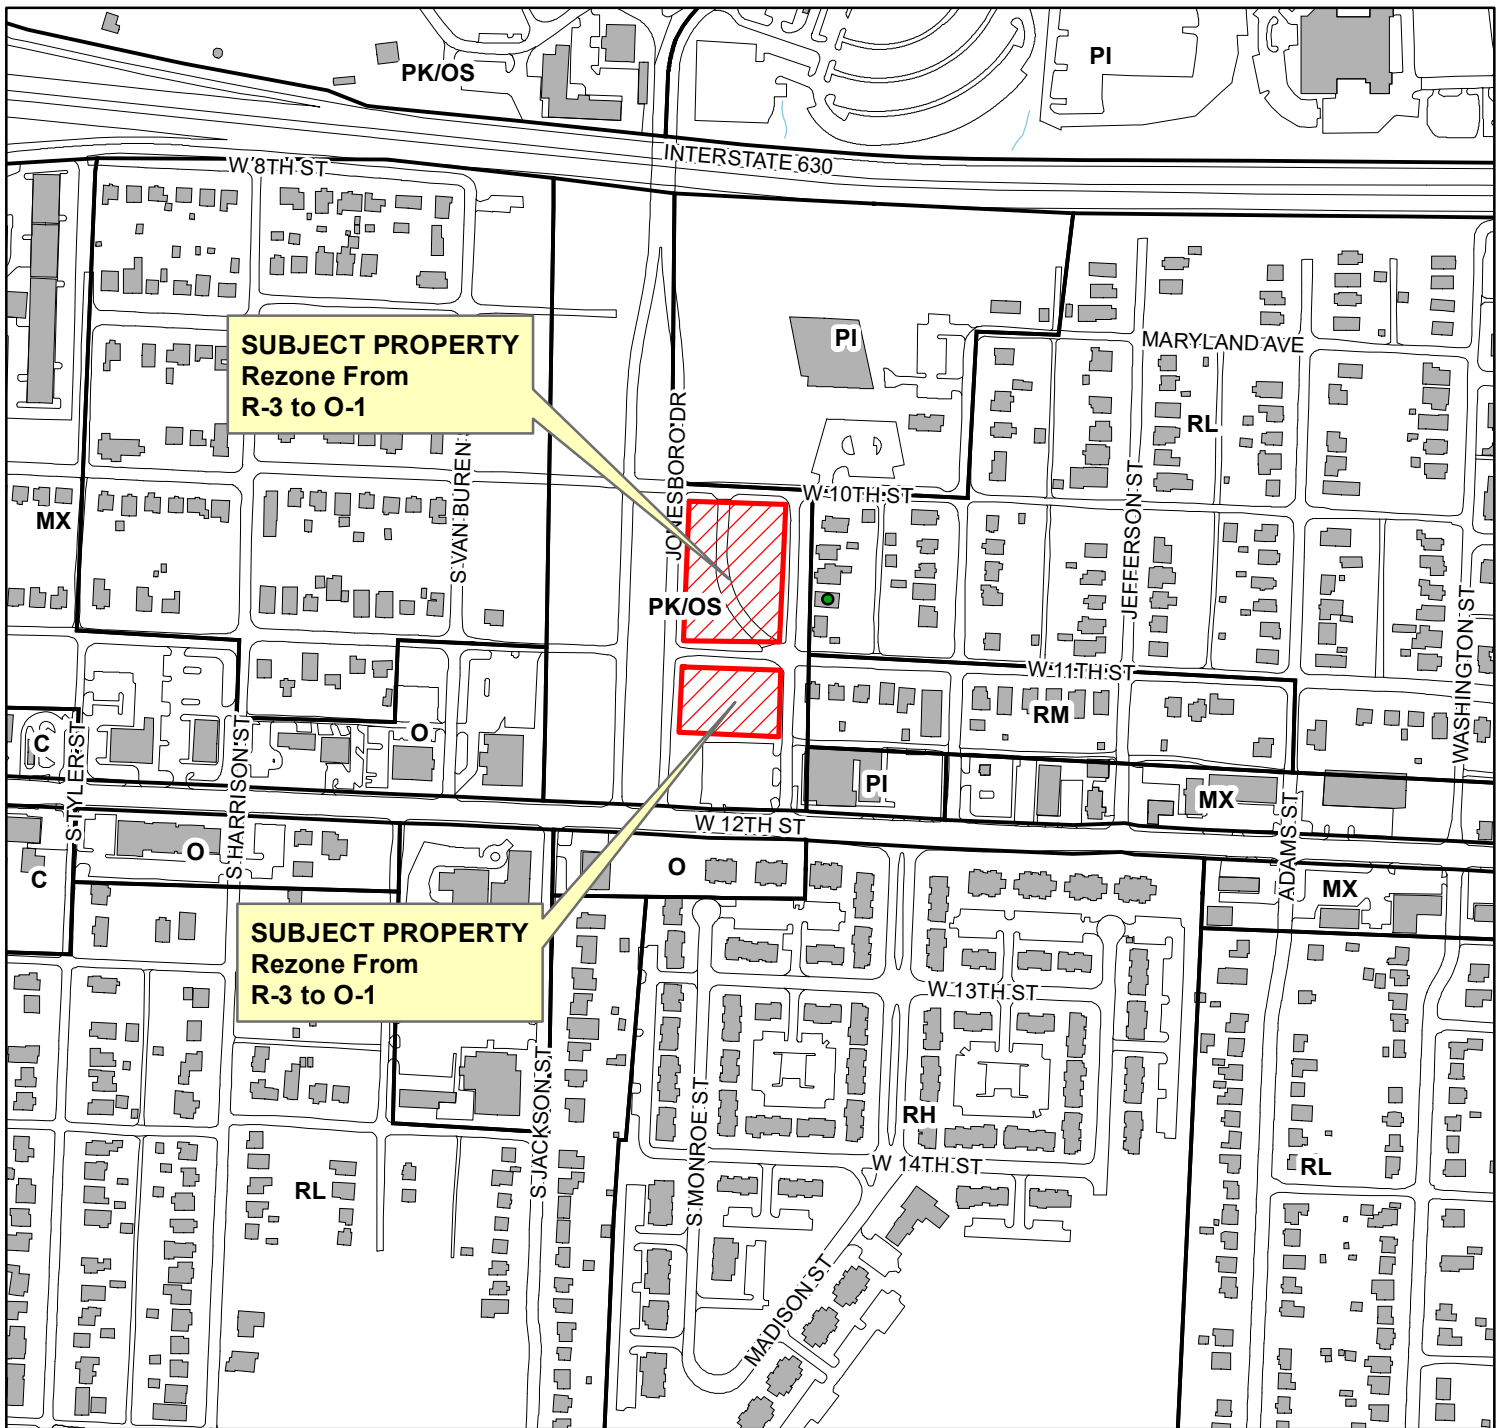 PK/OS
PI
INTERSTATE 630
W 8TH ST
SUBJECT PROPERTY
Rezone From
R-3 to O-1
PI
MARYLAND AVE
RL
JONESBORO DR
W 10TH ST
MX
S VAN BUREN
JEFFERSON ST
PK/OS
WASHINGTON ST
W 11TH ST
RM
C
O
S TYLER ST
S HARRISON ST
PI
MX
W 12TH ST
ADAMS ST
O
C
O
MX
SUBJECT PROPERTY
Rezone From
R-3 to O-1
W 13TH ST
S JACKSON ST
S MONROE ST
RH
W 14TH ST
RL
RL
MADISON ST